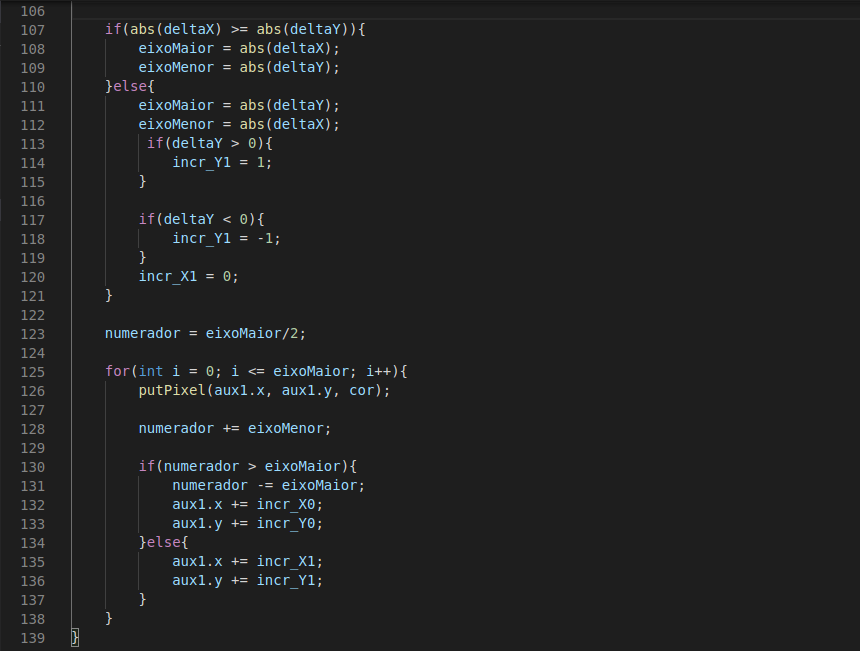 106
107 if(abs(deltaX) >= abs(deltaY)){
108 eixoMaior = abs(deltaX);
109 eixoMenor = abs(deltaY);
110 }else{
111 eixoMaior = abs(deltaY);
112 eixoMenor = abs(deltaX);
113 if(deltaY > 0){
114 incr_Y1 = 1;
115 }
116
117 if(deltaY < 0){
118 incr_Y1 = -1;
119 }
120 incr_X1 = 0;
121 }
122
123 numerador = eixoMaior/2;
124
125 for(int i = 0; i <= eixoMaior; i++){
126 putPixel(aux1.x, aux1.y, cor);
127
128 numerador += eixoMenor;
129
130 if(numerador > eixoMaior){
131 numerador -= eixoMaior;
132 aux1.x += incr_X0;
133 aux1.y += incr_Y0;
134 }else{
135 aux1.x += incr_X1;
136 aux1.y += incr_Y1;
137 }
138 }
139 }